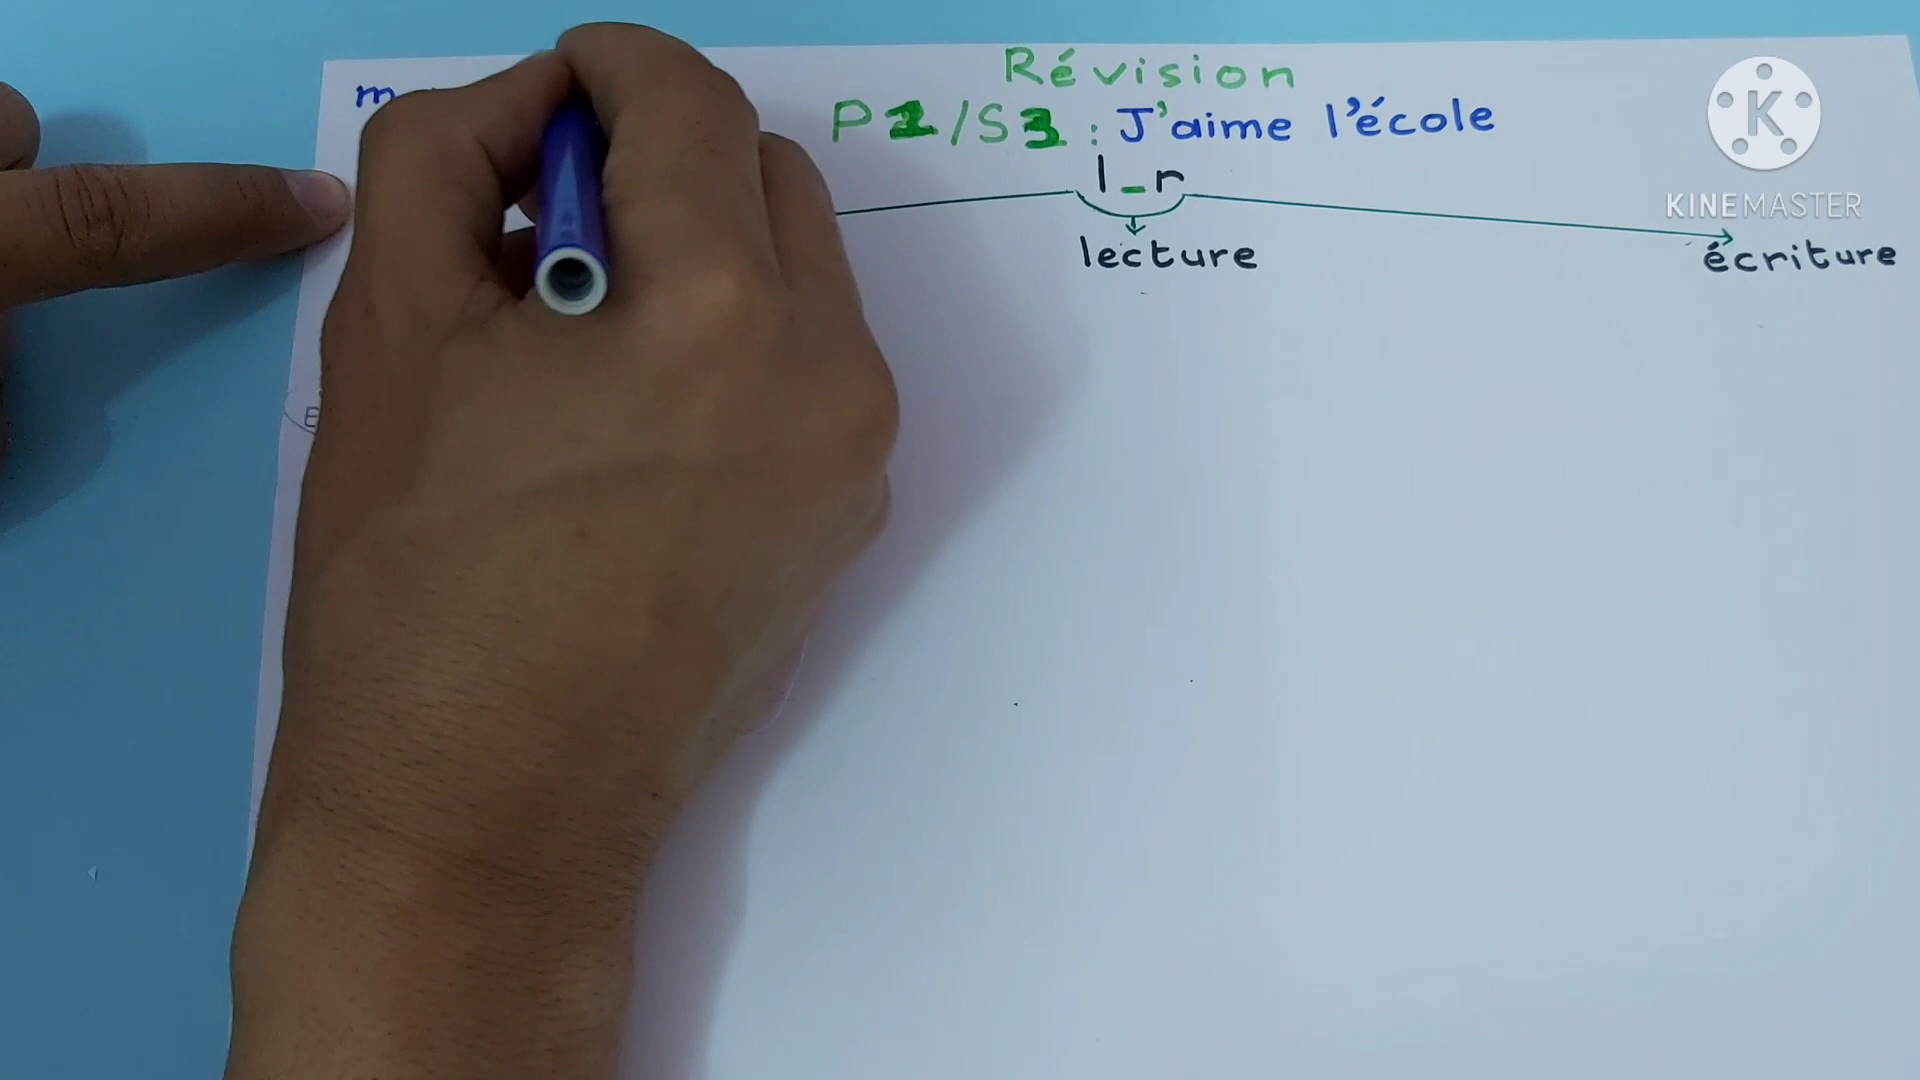 Révision
m
P1/S3 : J'aime l'école
l_r
lecture
écriture
E
KINEMASTER